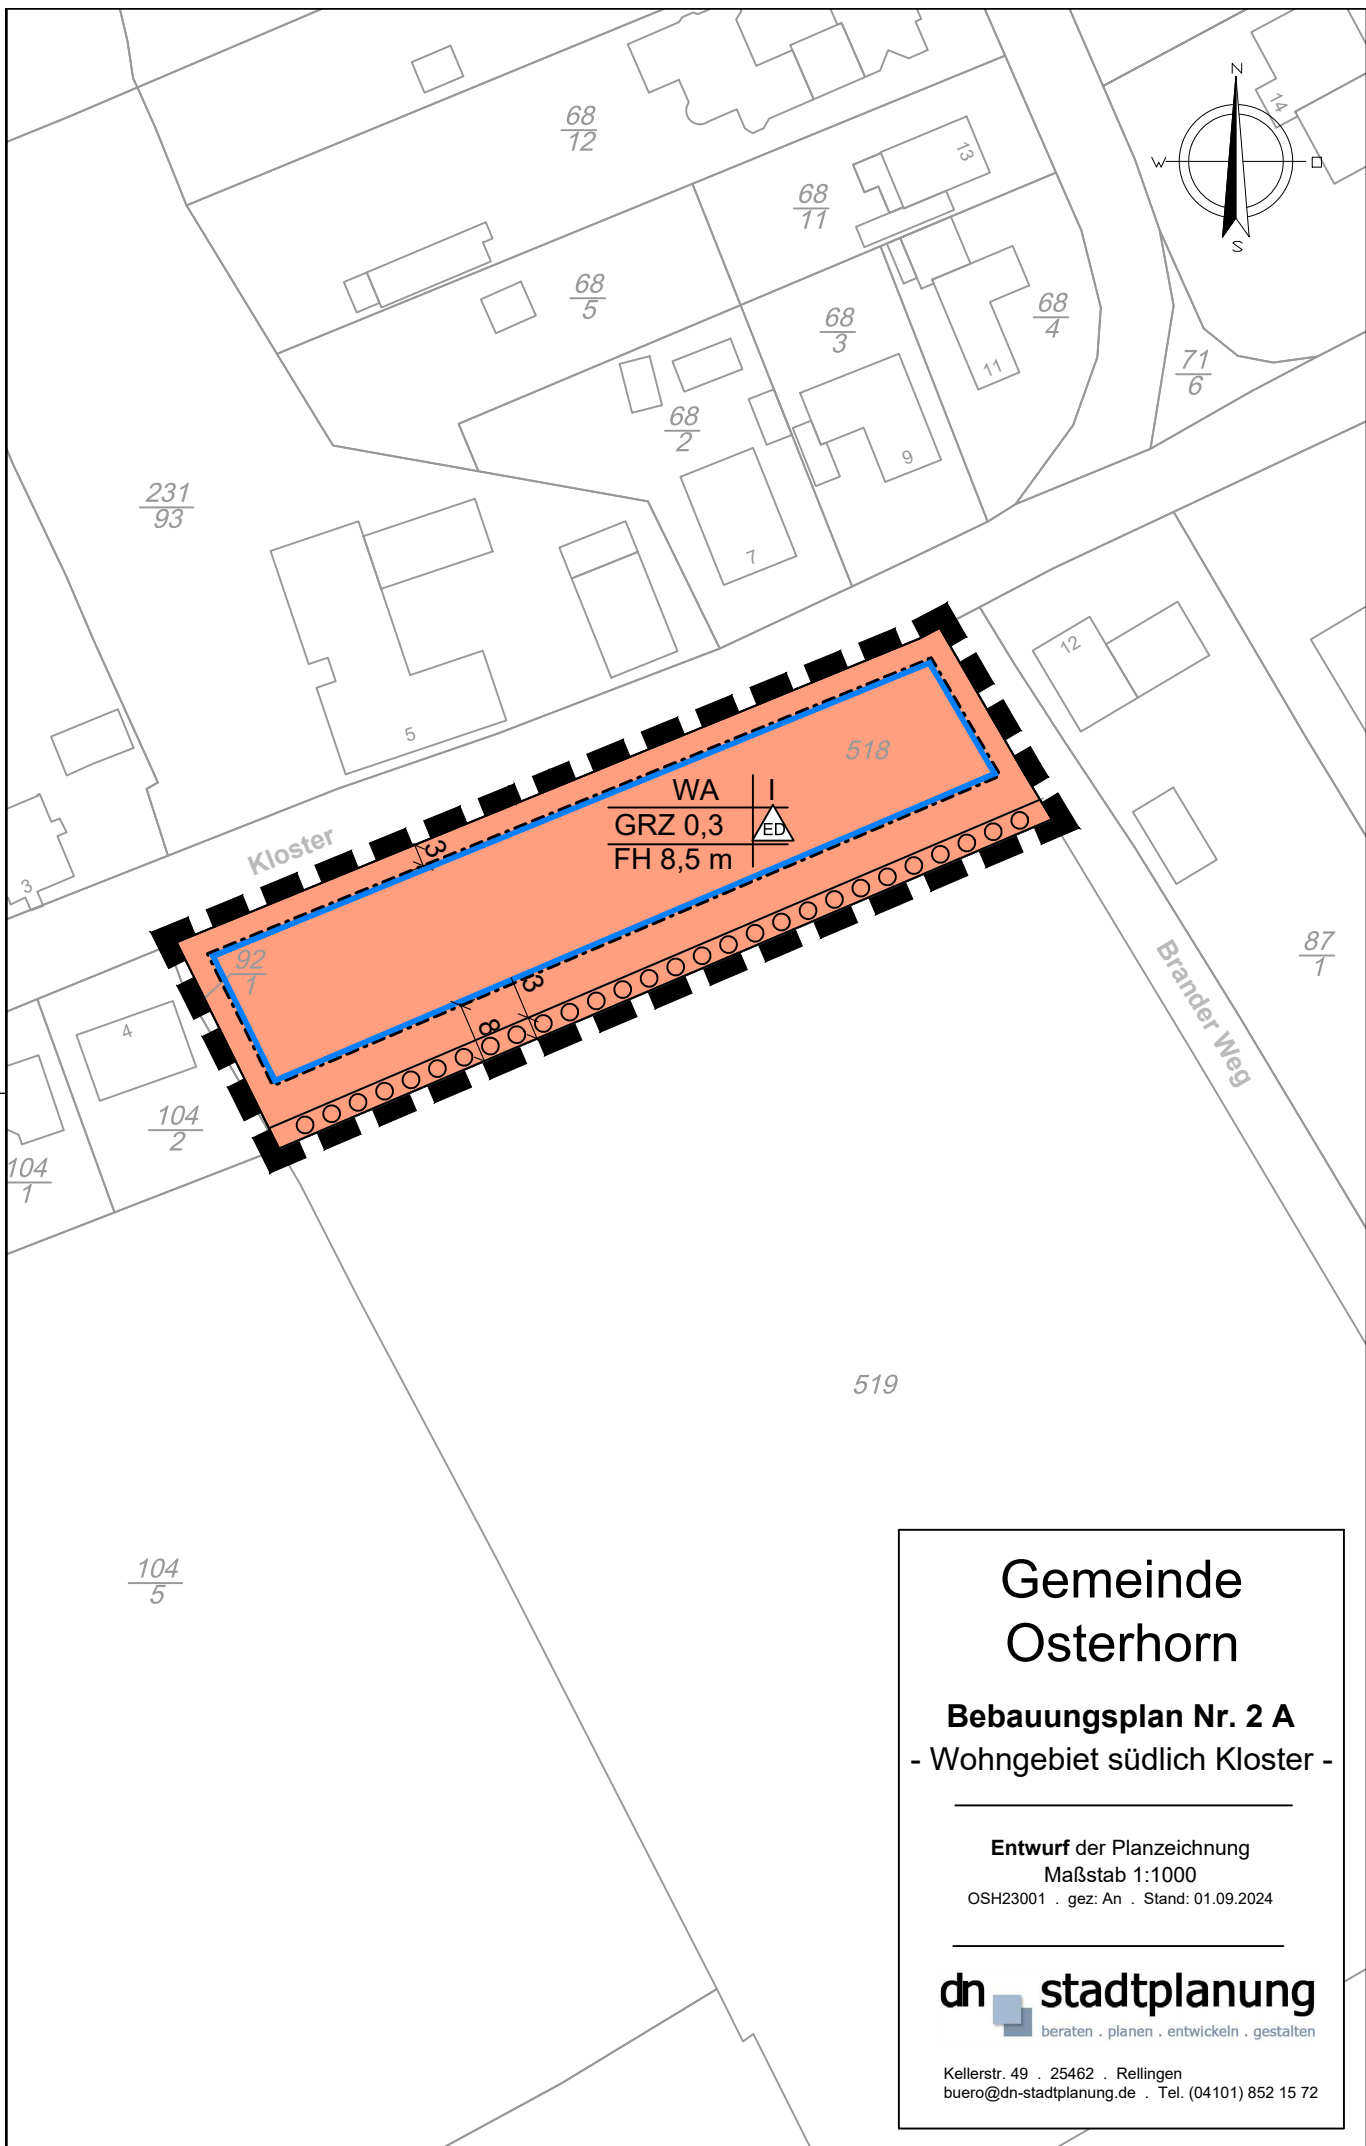 N
W
O
S
14
68
12
13
68
11
68
5
68
3
68
4
11
71
6
68
2
9
7
231
93
12
5
518
WA I
GRZ 0,3 ED
FH 8,5 m
3
Kloster
3
92
1
3
8
4
104
2
104
1
87
1
Brander Weg
519
104
5
Gemeinde
Osterhorn
Bebauungsplan Nr. 2 A
- Wohngebiet südlich Kloster -
Entwurf der Planzeichnung
Maßstab 1:1000
OSH23001 . gez: An . Stand: 01.09.2024
dn stadtplanung
beraten . planen . entwickeln . gestalten
Kellerstr. 49 . 25462 . Rellingen
buero@dn-stadtplanung.de . Tel. (04101) 852 15 72